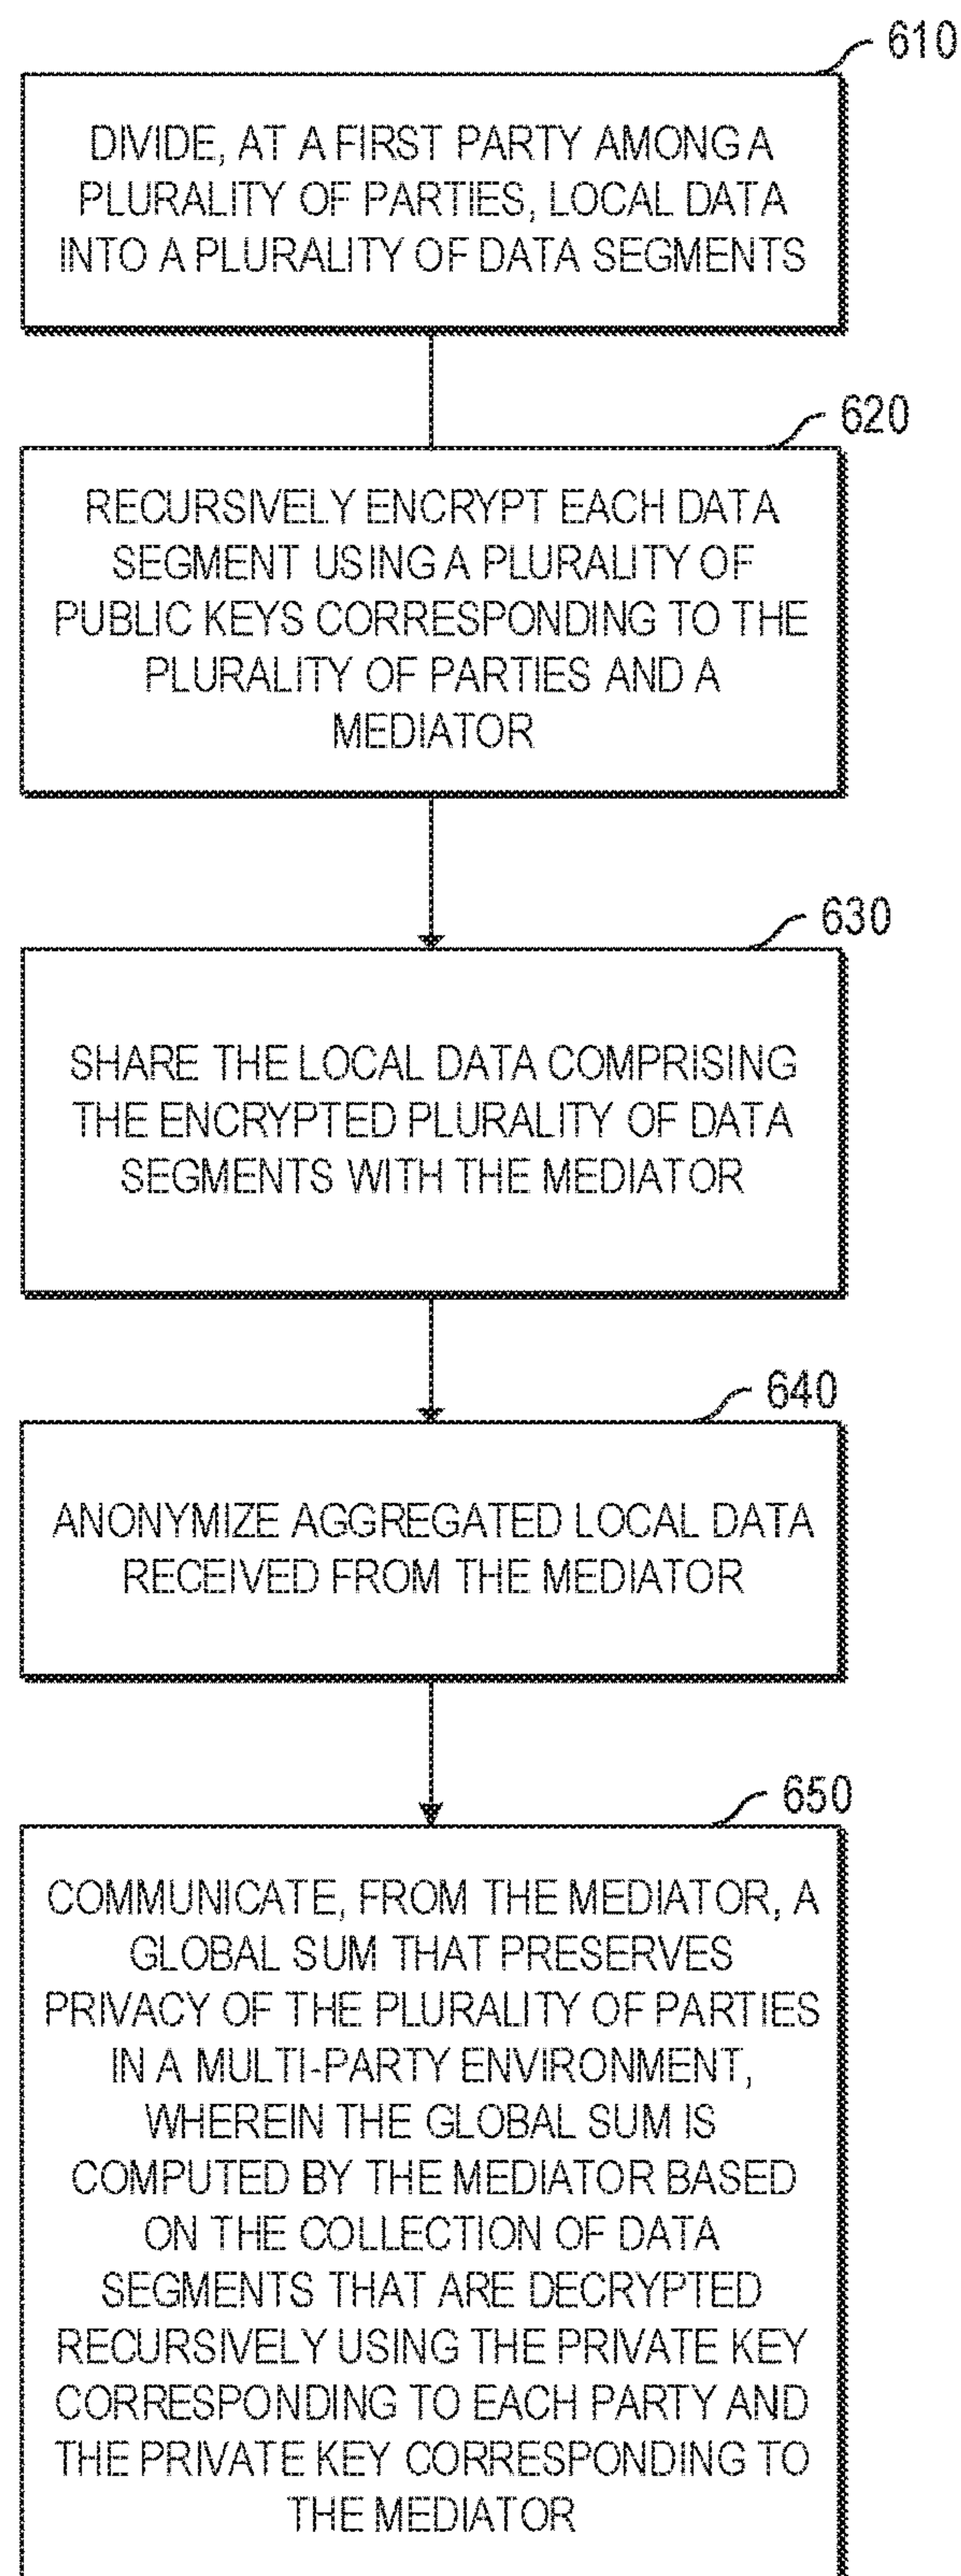 610
DIVIDE, AT A FIRST PARTY AMONG A
PLURALITY OF PARTIES, LOCAL DATA
INTO A PLURALITY OF DATA SEGMENTS
620
RECURSIVELY ENCRYPT EACH DATA
SEGMENT USING A PLURALITY OF
PUBLIC KEYS CORRESPONDING TO THE
PLURALITY OF PARTIES AND A
MEDIATOR
630
SHARE THE LOCAL DATA COMPRISING
THE ENCRYPTED PLURALITY OF DATA
SEGMENTS WITH THE MEDIATOR
640
ANONYMIZE AGGREGATED LOCAL DATA
RECEIVED FROM THE MEDIATOR
650
COMMUNICATE, FROM THE MEDIATOR, A
GLOBAL SUM THAT PRESERVES
PRIVACY OF THE PLURALITY OF PARTIES
IN A MULTI-PARTY ENVIRONMENT,
WHEREIN THE GLOBAL SUM IS
COMPUTED BY THE MEDIATOR BASED
ON THE COLLECTION OF DATA
SEGMENTS THAT ARE DECRYPTED
RECURSIVELY USING THE PRIVATE KEY
CORRESPONDING TO EACH PARTY AND
THE PRIVATE KEY CORRESPONDING TO
THE MEDIATOR